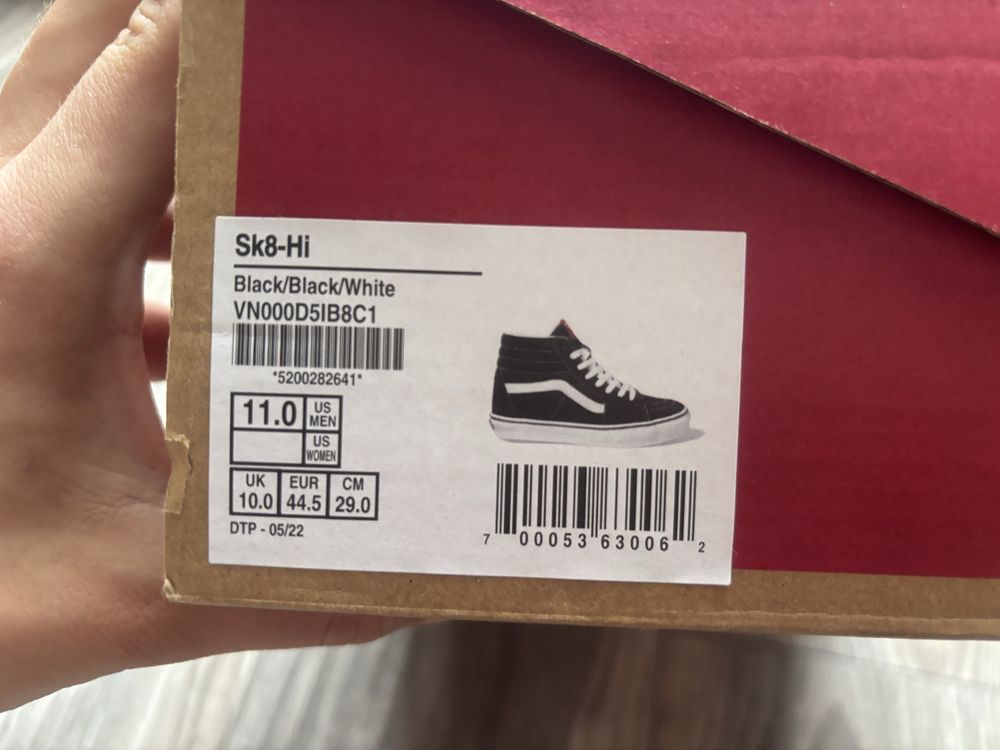 Sk8-Hi
Black/Black/White
VN000D5IB8C1
*5200282641*
11.0 US MEN
US WOMEN
UK EUR CM
10.0 44.5 29.0
DTP - 05/22
7 00053 63006 2